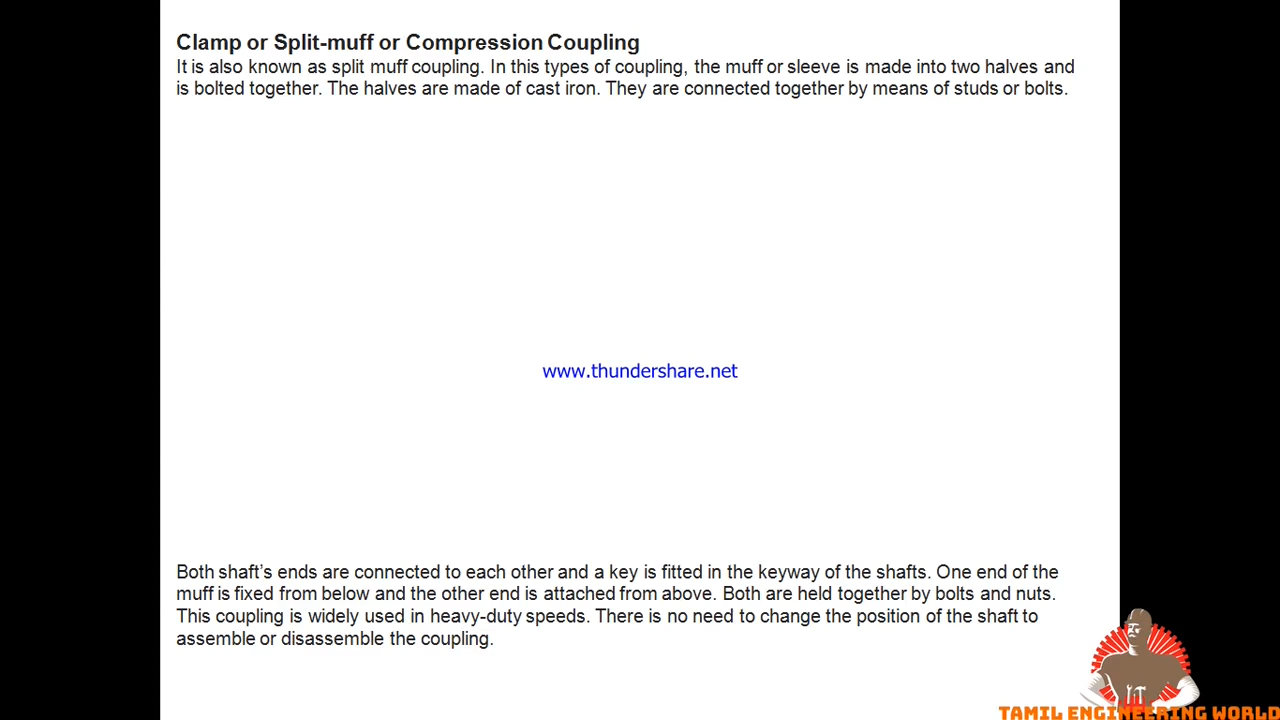 Clamp or Split-muff or Compression Coupling
It is also known as split muff coupling. In this types of coupling, the muff or sleeve is made into two halves and
is bolted together. The halves are made of cast iron. They are connected together by means of studs or bolts.
www.thundershare.net
Both shaft's ends are connected to each other and a key is fitted in the keyway of the shafts. One end of the
muff is fixed from below and the other end is attached from above. Both are held together by bolts and nuts.
This coupling is widely used in heavy-duty speeds. There is no need to change the position of the shaft to
assemble or disassemble the coupling.
TAMIL ENGINEERING WORLD